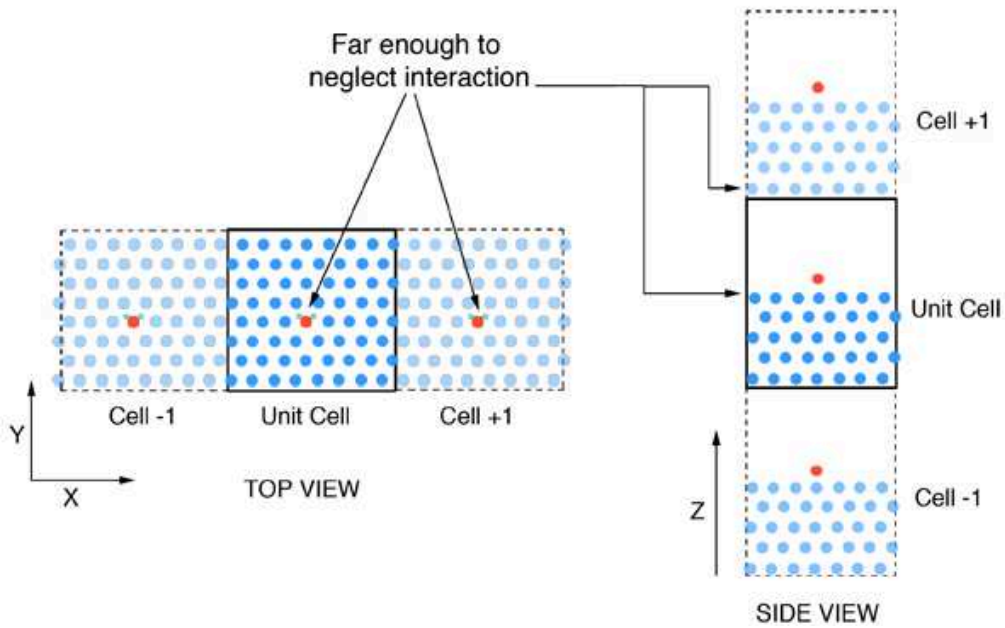 Far enough to
neglect interaction
Cell +1
Unit Cell
Cell -1
Unit Cell
Cell +1
Y
X
TOP VIEW
Z
Cell -1
SIDE VIEW